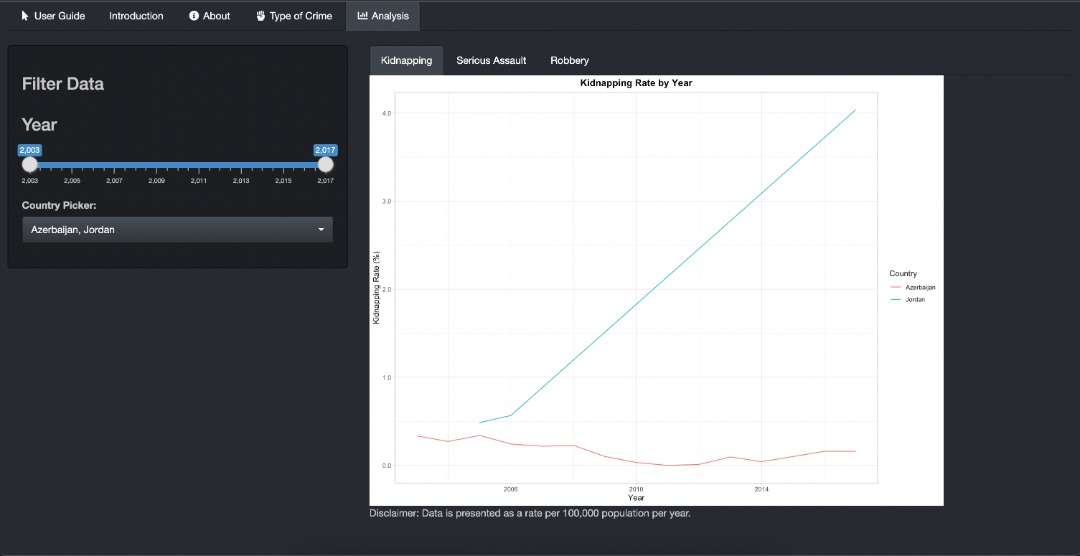 User Guide
Introduction
About
Type of Crime
Analysis
Filter Data
Year
2,003
2,017
2,003 2,005 2,007 2,009 2,011 2,013 2,015 2,017
Country Picker:
Azerbaijan, Jordan
Kidnapping
Serious Assault
Robbery
Kidnapping Rate by Year
4.0
3.0
2.0
1.0
0.0
Kidnapping Rate (%)
2006 2010 2014
Year
Country
Azerbaijan
Jordan
Disclaimer: Data is presented as a rate per 100,000 population per year.